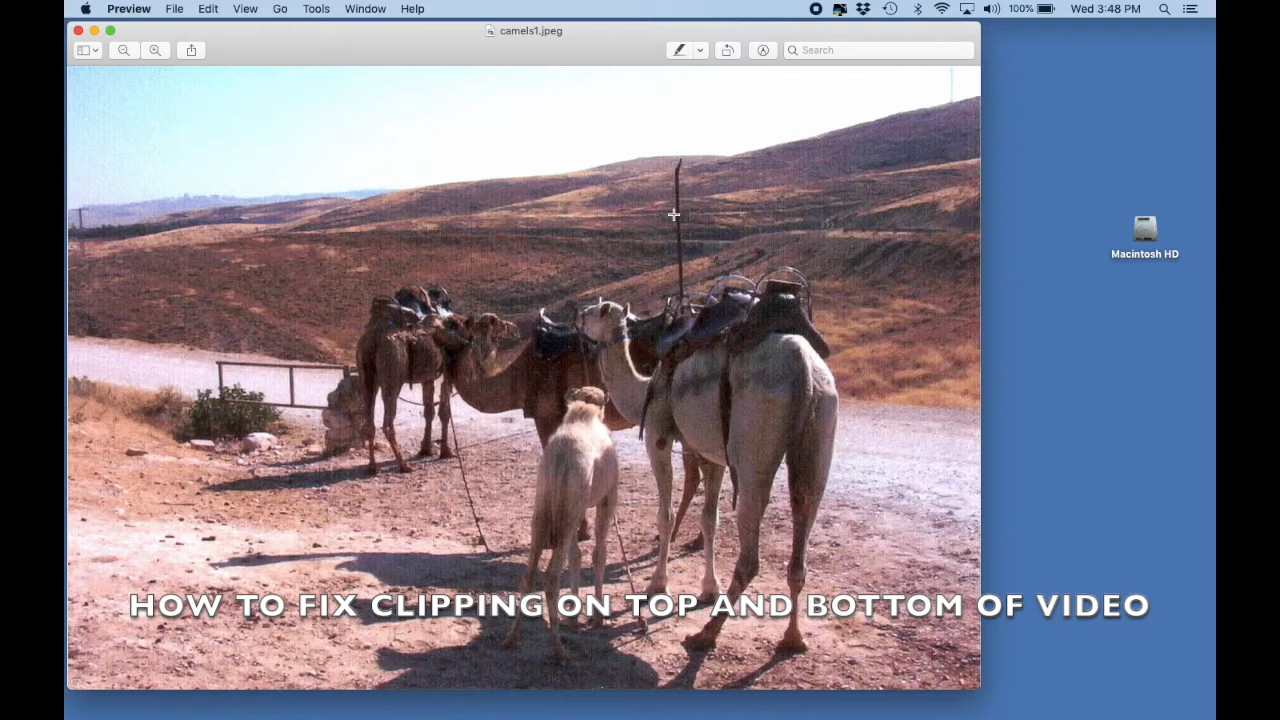 Preview File Edit View Go Tools Window Help 100% Wed 3:48 PM
camels1.jpeg
Search
Macintosh HD
HOW TO FIX CLIPPING ON TOP AND BOTTOM OF VIDEO